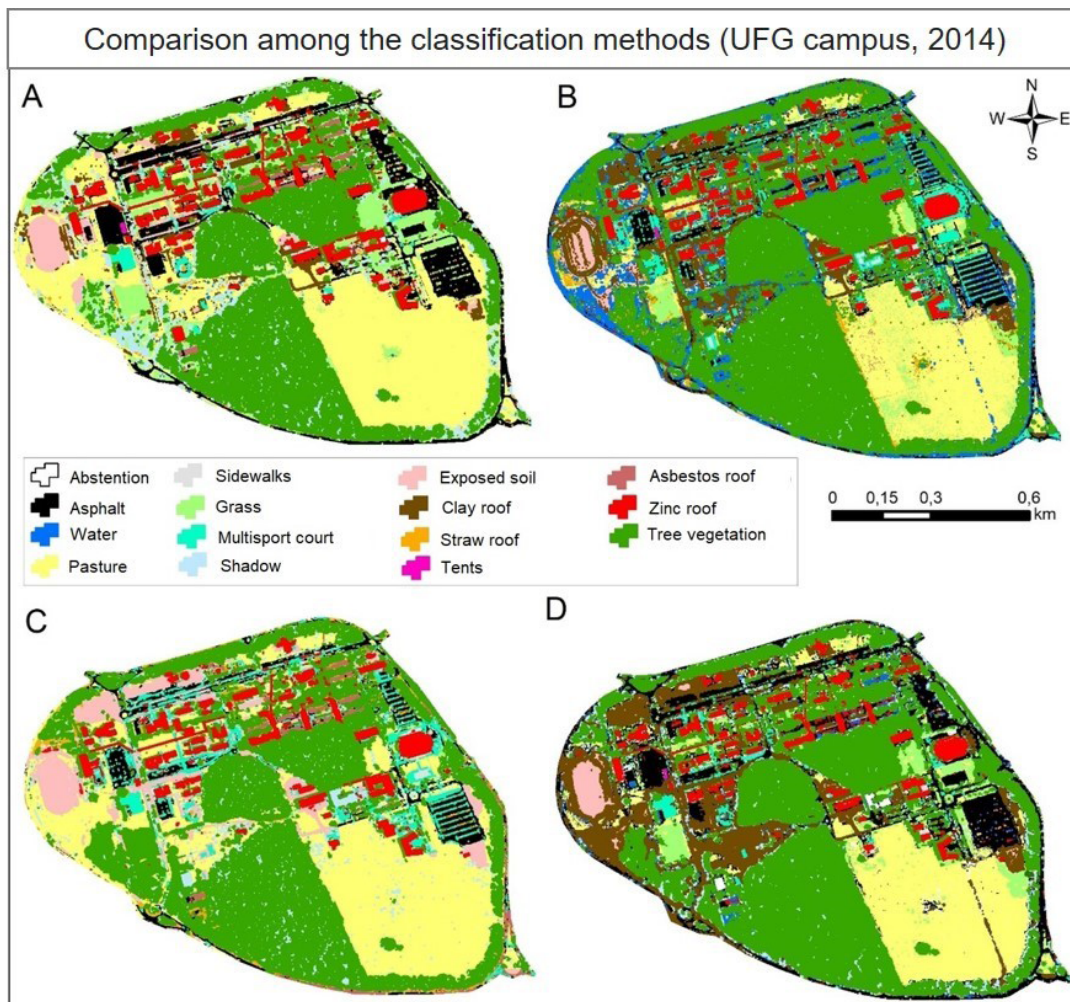 Comparison among the classification methods (UFG campus, 2014)
A
B
N
W E
S
Abstention
Sidewalks
Exposed soil
Asbestos roof
Asphalt
Grass
Clay roof
Zinc roof
Water
Multisport court
Straw roof
Tree vegetation
Pasture
Shadow
Tents
0 0,15 0,3 0,6
km
C
D